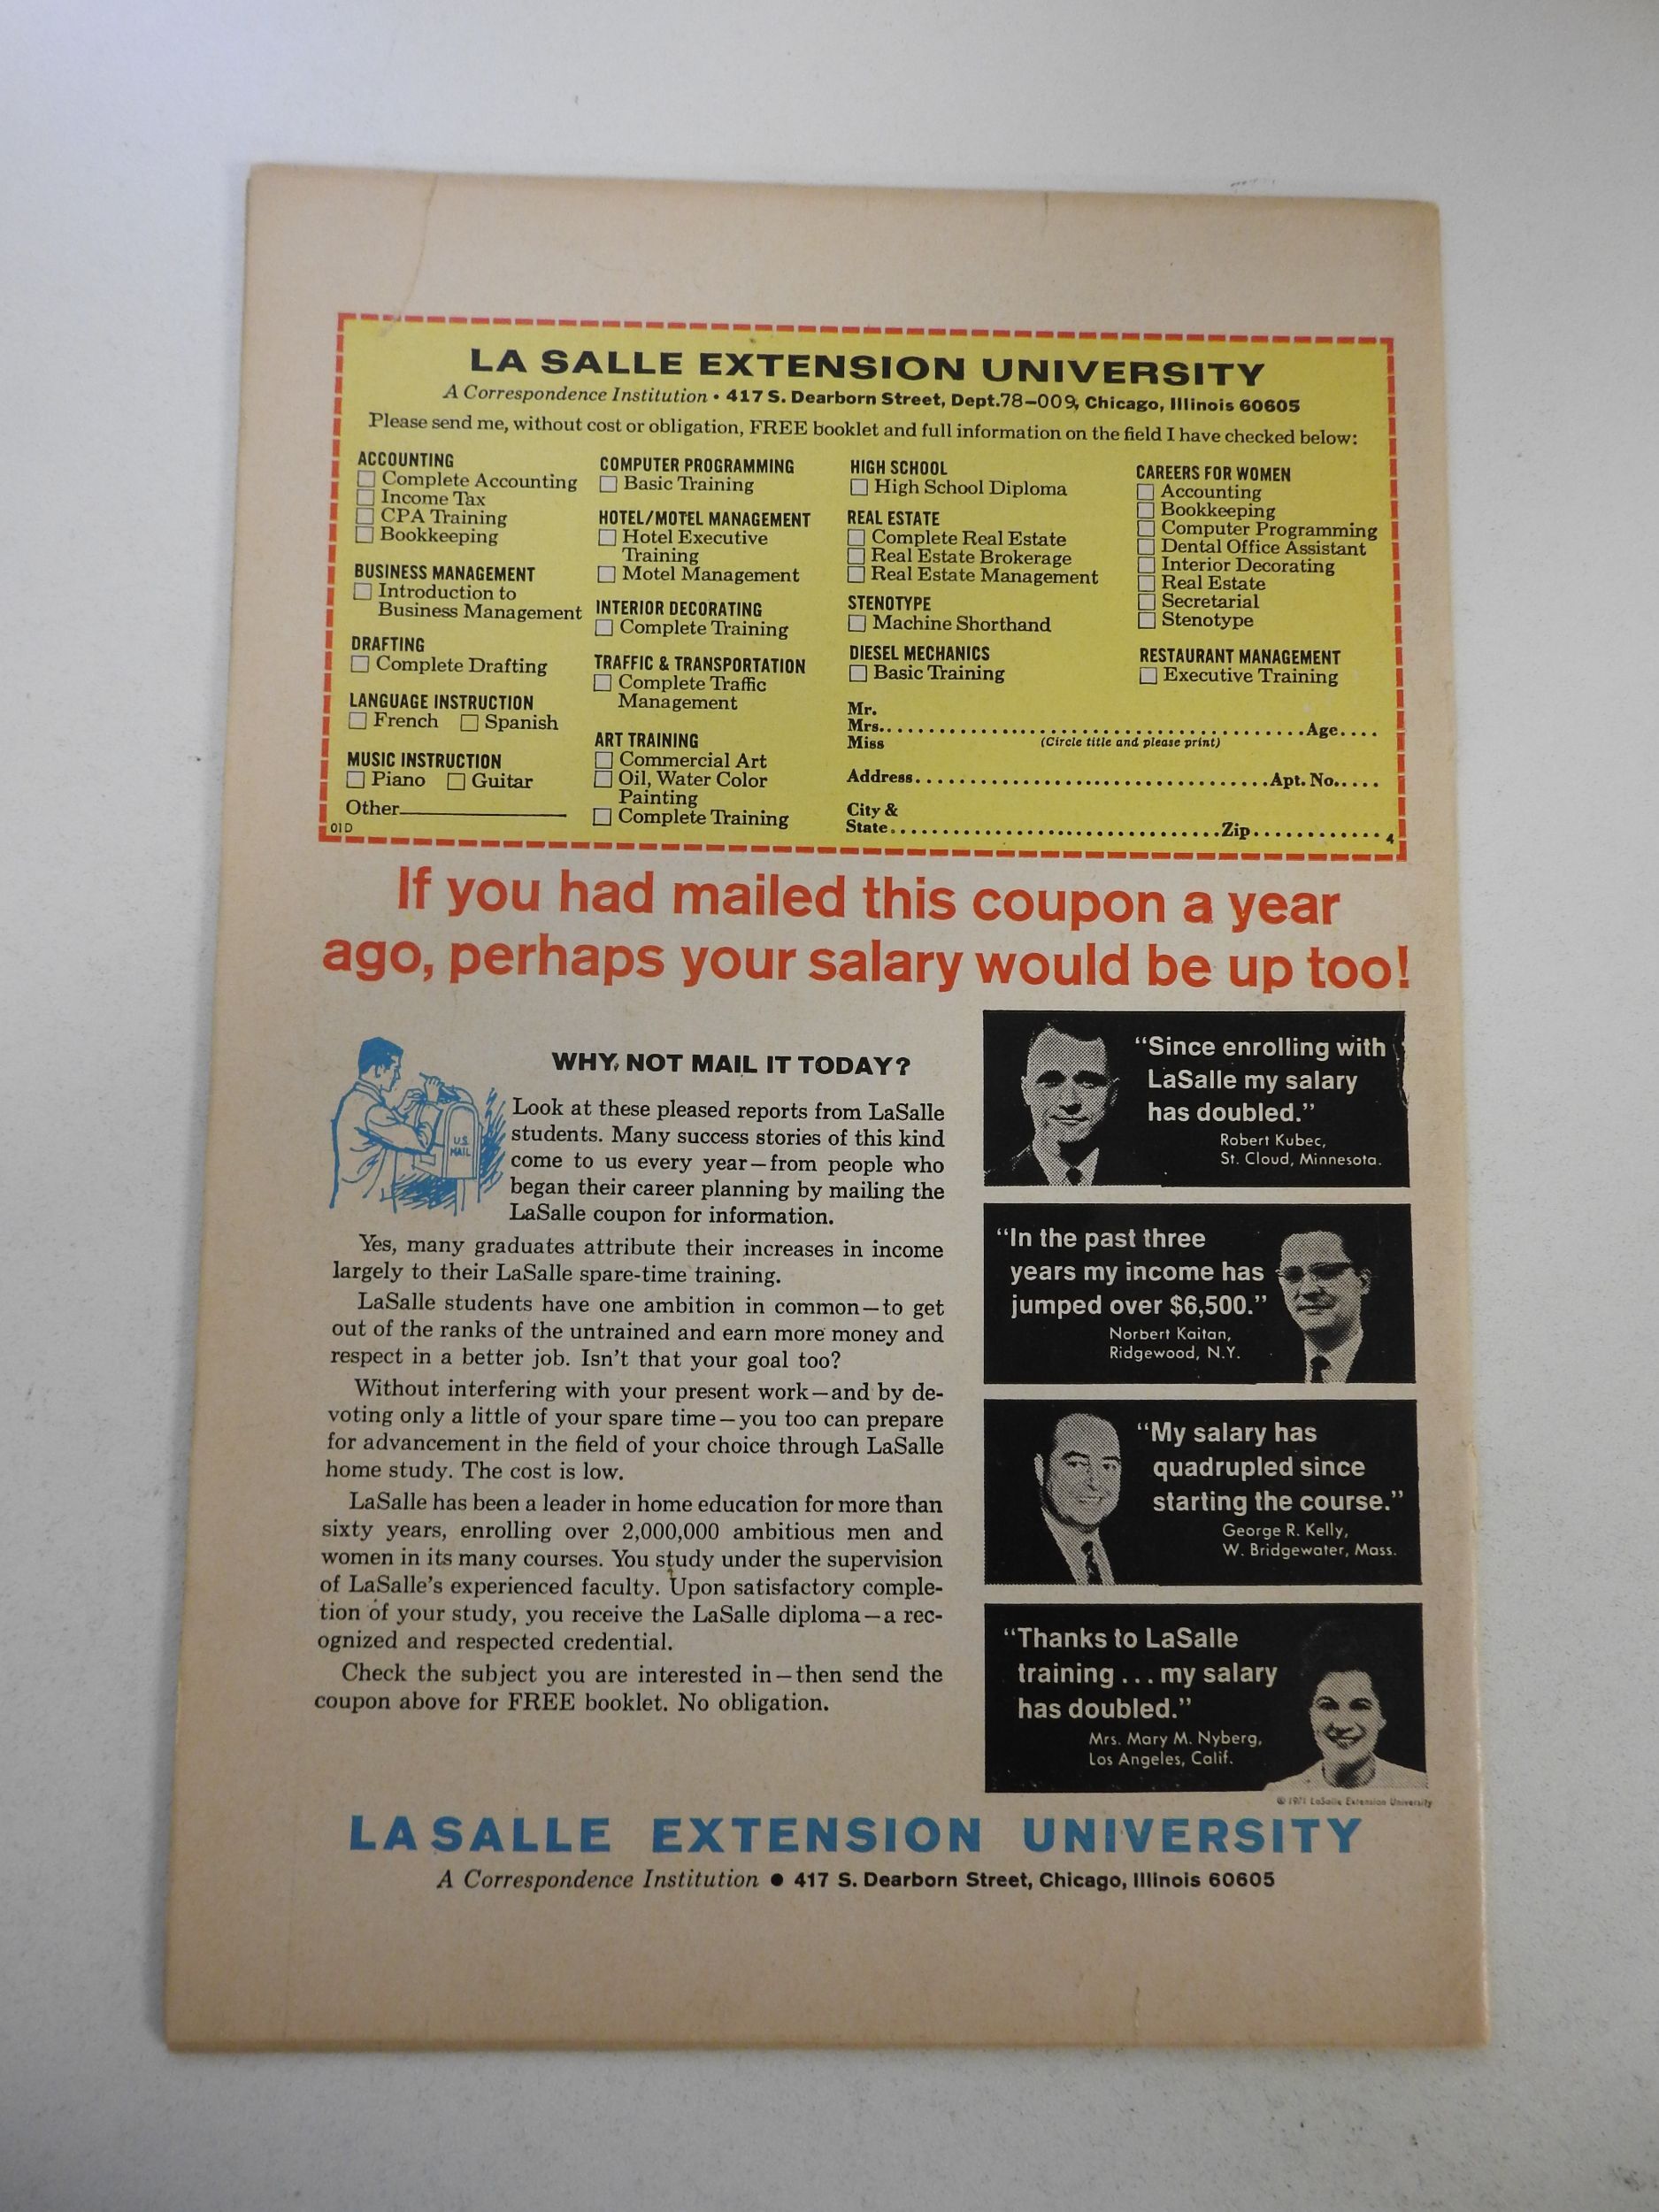 LA SALLE EXTENSION UNIVERSITY
A Correspondence Institution • 417 S. Dearborn Street, Dept.78-009, Chicago, Illinois 60605
Please send me, without cost or obligation, FREE booklet and full information on the field I have checked below:
ACCOUNTING
Complete Accounting
Income Tax
CPA Training
Bookkeeping
BUSINESS MANAGEMENT
Introduction to
Business Management
DRAFTING
Complete Drafting
LANGUAGE INSTRUCTION
French Spanish
MUSIC INSTRUCTION
Piano Guitar
Other
01D
COMPUTER PROGRAMMING
Basic Training
HOTEL/MOTEL MANAGEMENT
Hotel Executive
Training
Motel Management
INTERIOR DECORATING
Complete Training
TRAFFIC & TRANSPORTATION
Complete Traffic
Management
ART TRAINING
Commercial Art
Oil, Water Color
Painting
Complete Training
HIGH SCHOOL
High School Diploma
REAL ESTATE
Complete Real Estate
Real Estate Brokerage
Real Estate Management
STENOTYPE
Machine Shorthand
DIESEL MECHANICS
Basic Training
CAREERS FOR WOMEN
Accounting
Bookkeeping
Computer Programming
Dental Office Assistant
Interior Decorating
Real Estate
Secretarial
Stenotype
RESTAURANT MANAGEMENT
Executive Training
Mr.
Mrs. Age
Miss (Circle title and please print)
Address Apt. No.
City &
State Zip 4
If you had mailed this coupon a year
ago, perhaps your salary would be up too!
U.S.
MAIL
WHY NOT MAIL IT TODAY?
Look at these pleased reports from LaSalle
students. Many success stories of this kind
come to us every year—from people who
began their career planning by mailing the
LaSalle coupon for information.
Yes, many graduates attribute their increases in income
largely to their LaSalle spare-time training.
LaSalle students have one ambition in common—to get
out of the ranks of the untrained and earn more money and
respect in a better job. Isn't that your goal too?
Without interfering with your present work—and by de-
voting only a little of your spare time—you too can prepare
for advancement in the field of your choice through LaSalle
home study. The cost is low.
LaSalle has been a leader in home education for more than
sixty years, enrolling over 2,000,000 ambitious men and
women in its many courses. You study under the supervision
of LaSalle's experienced faculty. Upon satisfactory comple-
tion of your study, you receive the LaSalle diploma—a rec-
ognized and respected credential.
Check the subject you are interested in—then send the
coupon above for FREE booklet. No obligation.
"Since enrolling with
LaSalle my salary
has doubled."
Robert Kubec,
St. Cloud, Minnesota.
"In the past three
years my income has
jumped over $6,500."
Norbert Kaitan,
Ridgewood, N.Y.
"My salary has
quadrupled since
starting the course."
George R. Kelly,
W. Bridgewater, Mass.
"Thanks to LaSalle
training . . . my salary
has doubled."
Mrs. Mary M. Nyberg,
Los Angeles, Calif.
© 1971 LaSalle Extension University
LASALLE EXTENSION UNIVERSITY
A Correspondence Institution • 417 S. Dearborn Street, Chicago, Illinois 60605